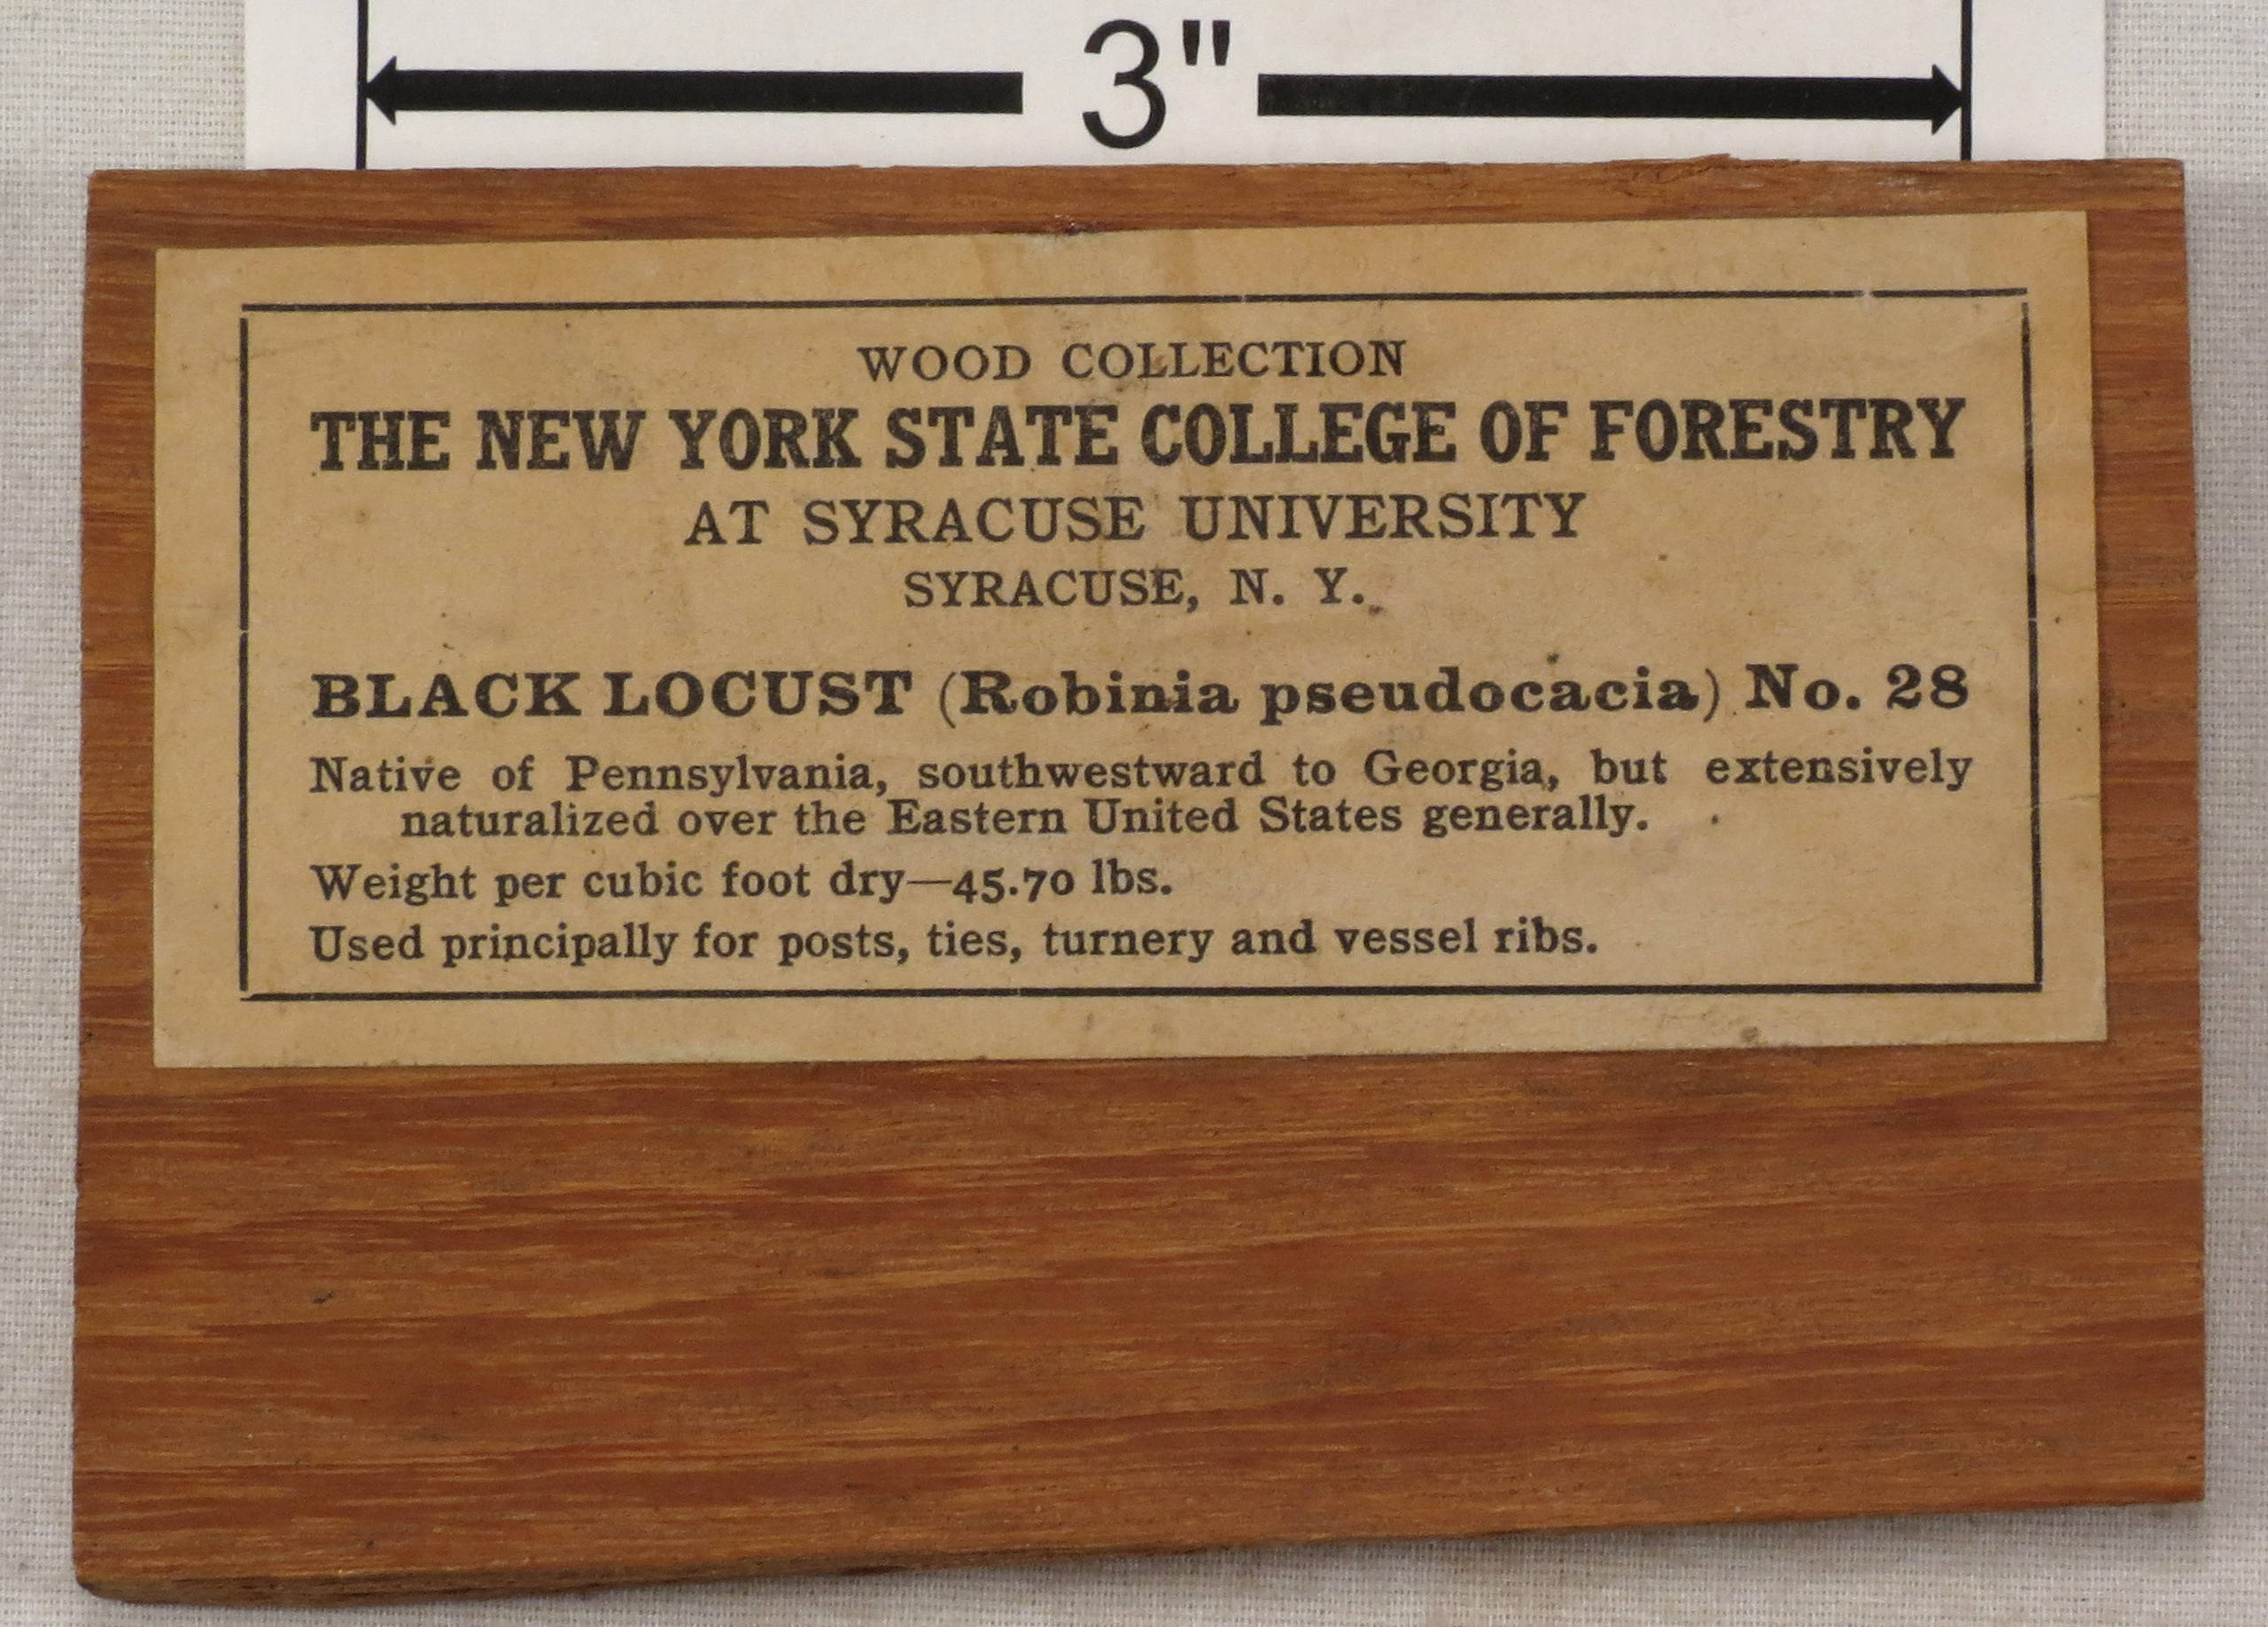 3"
WOOD COLLECTION
THE NEW YORK STATE COLLEGE OF FORESTRY
AT SYRACUSE UNIVERSITY
SYRACUSE, N. Y.
BLACK LOCUST (Robinia pseudocacia) No. 28
Native of Pennsylvania, southwestward to Georgia, but extensively
naturalized over the Eastern United States generally.
Weight per cubic foot dry—45.70 lbs.
Used principally for posts, ties, turnery and vessel ribs.